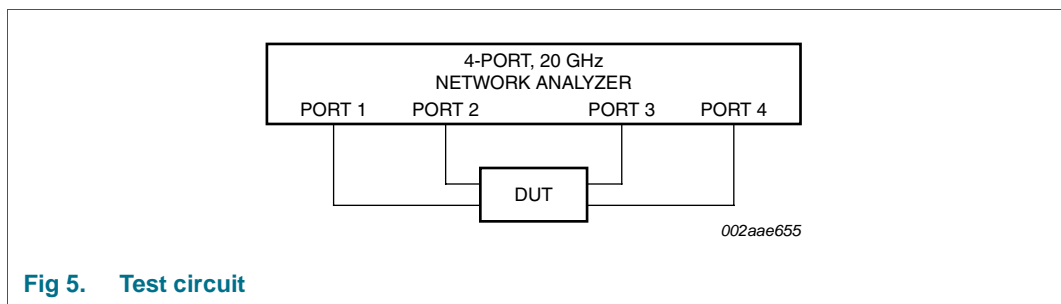 4-PORT, 20 GHz
NETWORK ANALYZER
PORT 1 PORT 2 PORT 3 PORT 4
DUT
002aae655
Fig 5. Test circuit